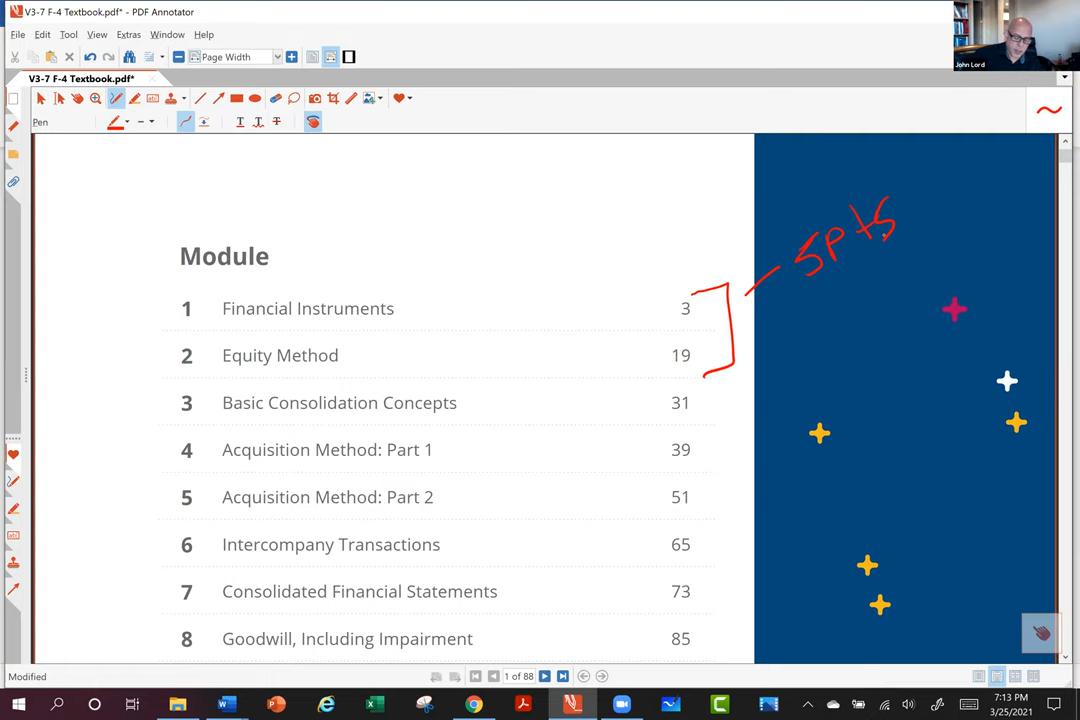 V3-7 F-4 Textbook.pdf* - PDF Annotator
File Edit Tool View Extras Window Help
Page Width
John Lord
V3-7 F-4 Textbook.pdf*
Pen
T T T
5 pts
Module
1 Financial Instruments 3
2 Equity Method 19
3 Basic Consolidation Concepts 31
4 Acquisition Method: Part 1 39
5 Acquisition Method: Part 2 51
6 Intercompany Transactions 65
7 Consolidated Financial Statements 73
8 Goodwill, Including Impairment 85
Modified
1 of 88
7:13 PM
3/25/2021